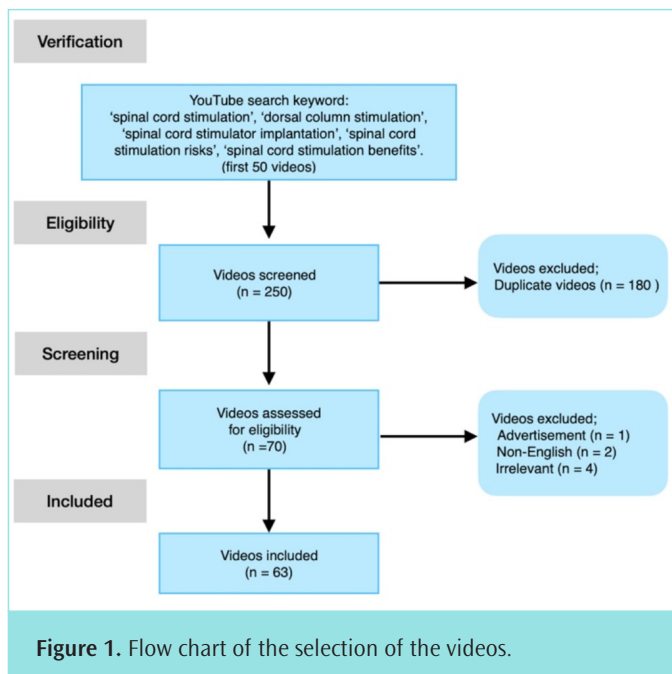 Verification
YouTube search keyword:
‘spinal cord stimulation’, ‘dorsal column stimulation’,
‘spinal cord stimulator implantation’, ‘spinal cord
stimulation risks’, ‘spinal cord stimulation benefits’.
(first 50 videos)
Eligibility
Videos screened
(n = 250)
Videos excluded;
Duplicate videos (n = 180 )
Screening
Videos assessed
for eligibility
(n =70)
Videos excluded;
Advertisement (n = 1)
Non-English (n = 2)
Irrelevant (n = 4)
Included
Videos included
(n = 63)
Figure 1. Flow chart of the selection of the videos.